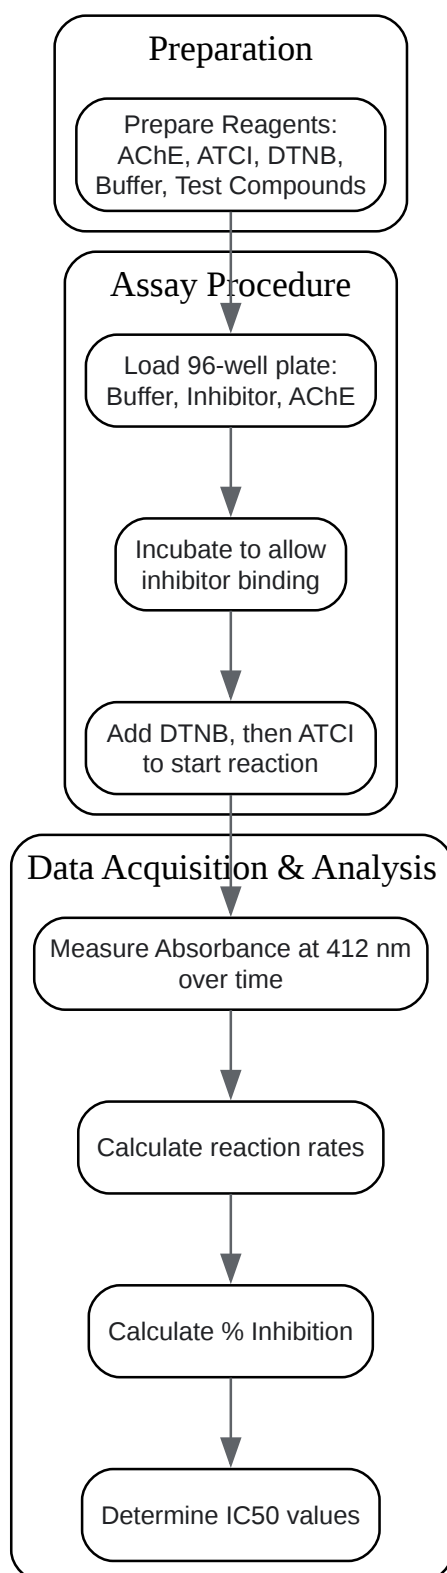 Preparation
Prepare Reagents:
AChE, ATCI, DTNB,
Buffer, Test Compounds
Assay Procedure
Load 96-well plate:
Buffer, Inhibitor, AChE
Incubate to allow
inhibitor binding
Add DTNB, then ATCI
to start reaction
Data Acquisition & Analysis
Measure Absorbance at 412 nm
over time
Calculate reaction rates
Calculate % Inhibition
Determine IC50 values